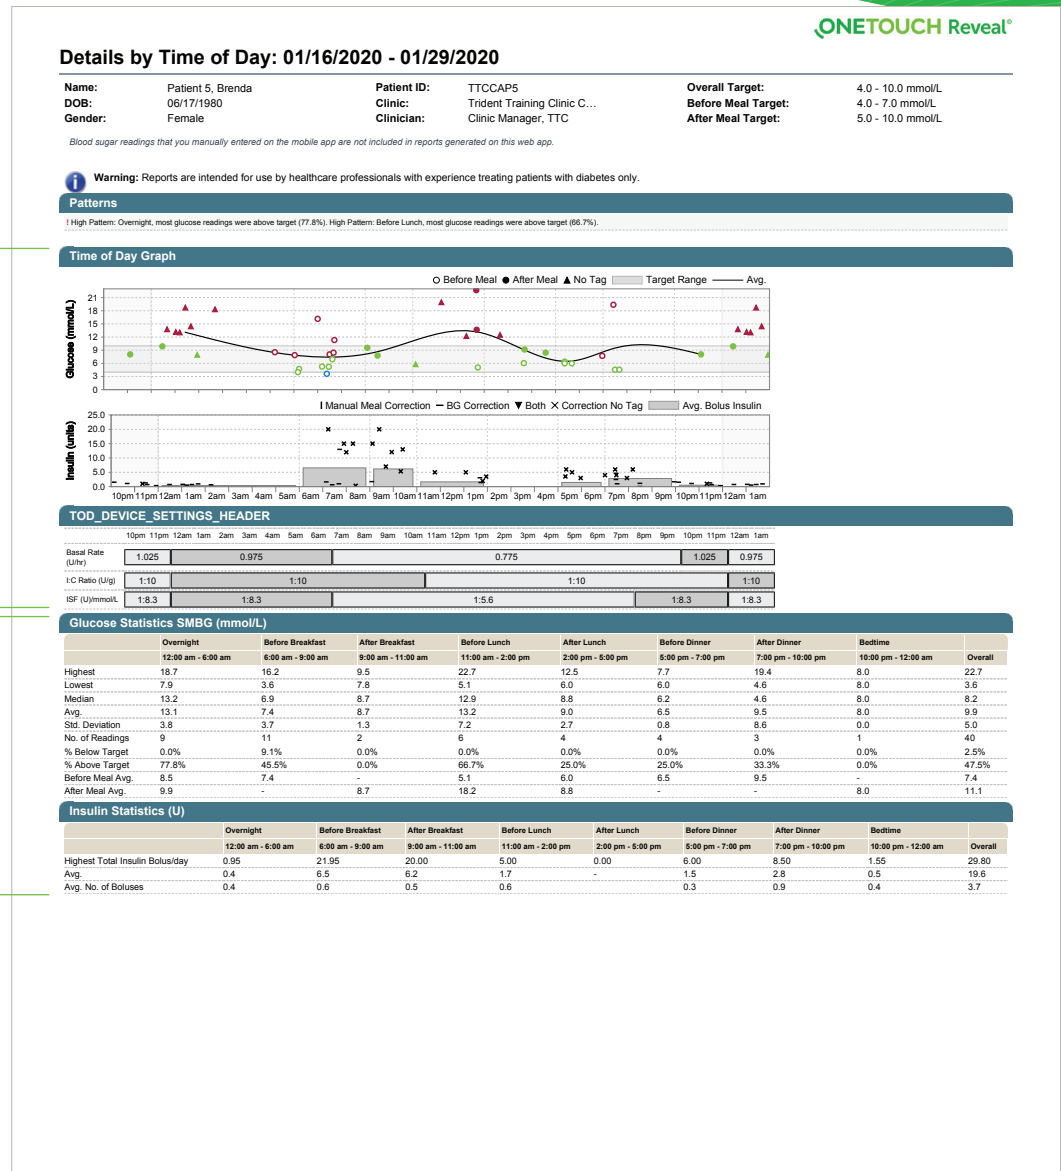 ONETOUCH Reveal®
Details by Time of Day: 01/16/2020 - 01/29/2020
Name: Patient 5, Brenda Patient ID: TTCCAP5 Overall Target: 4.0 - 10.0 mmol/L
DOB: 06/17/1980 Clinic: Trident Training Clinic C... Before Meal Target: 4.0 - 7.0 mmol/L
Gender: Female Clinician: Clinic Manager, TTC After Meal Target: 5.0 - 10.0 mmol/L
Blood sugar readings that you manually entered on the mobile app are not included in reports generated on this web app.
Warning: Reports are intended for use by healthcare professionals with experience treating patients with diabetes only.
Patterns
! High Pattern: Overnight, most glucose readings were above target (77.8%). High Pattern: Before Lunch, most glucose readings were above target (66.7%).
Time of Day Graph
Before Meal After Meal No Tag Target Range Avg.
Glucose (mmol/L)
21
18
15
12
9
6
3
0
Manual Meal Correction BG Correction Both Correction No Tag Avg. Bolus Insulin
Insulin (units)
25.0
20.0
15.0
10.0
5.0
0.0
10pm 11pm 12am 1am 2am 3am 4am 5am 6am 7am 8am 9am 10am 11am 12pm 1pm 2pm 3pm 4pm 5pm 6pm 7pm 8pm 9pm 10pm 11pm 12am 1am
TOD_DEVICE_SETTINGS_HEADER
10pm 11pm 12am 1am 2am 3am 4am 5am 6am 7am 8am 9am 10am 11am 12pm 1pm 2pm 3pm 4pm 5pm 6pm 7pm 8pm 9pm 10pm 11pm 12am 1am
Basal Rate (U/hr) 1.025 0.975 0.775 1.025 0.975
I:C Ratio (U/g) 1:10 1:10 1:10 1:10
ISF (U)/mmol/L 1:8.3 1:8.3 1:5.6 1:8.3 1:8.3
Glucose Statistics SMBG (mmol/L)
Overnight Before Breakfast After Breakfast Before Lunch After Lunch Before Dinner After Dinner Bedtime
12:00 am - 6:00 am 6:00 am - 9:00 am 9:00 am - 11:00 am 11:00 am - 2:00 pm 2:00 pm - 5:00 pm 5:00 pm - 7:00 pm 7:00 pm - 10:00 pm 10:00 pm - 12:00 am Overall
Highest 18.7 16.2 9.5 22.7 12.5 7.7 19.4 8.0 22.7
Lowest 7.9 3.6 7.8 5.1 6.0 6.0 4.6 8.0 3.6
Median 13.2 6.9 8.7 12.9 8.8 6.2 4.6 8.0 8.2
Avg. 13.1 7.4 8.7 13.2 9.0 6.5 9.5 8.0 9.9
Std. Deviation 3.8 3.7 1.3 7.2 2.7 0.8 8.6 0.0 5.0
No. of Readings 9 11 2 6 4 4 3 1 40
% Below Target 0.0% 9.1% 0.0% 0.0% 0.0% 0.0% 0.0% 0.0% 2.5%
% Above Target 77.8% 45.5% 0.0% 66.7% 25.0% 25.0% 33.3% 0.0% 47.5%
Before Meal Avg. 8.5 7.4 - 5.1 6.0 6.5 9.5 - 7.4
After Meal Avg. 9.9 - 8.7 18.2 8.8 - - 8.0 11.1
Insulin Statistics (U)
Overnight Before Breakfast After Breakfast Before Lunch After Lunch Before Dinner After Dinner Bedtime
12:00 am - 6:00 am 6:00 am - 9:00 am 9:00 am - 11:00 am 11:00 am - 2:00 pm 2:00 pm - 5:00 pm 5:00 pm - 7:00 pm 7:00 pm - 10:00 pm 10:00 pm - 12:00 am Overall
Highest Total Insulin Bolus/day 0.95 21.95 20.00 5.00 0.00 6.00 8.50 1.55 29.80
Avg. 0.4 6.5 6.2 1.7 - 1.5 2.8 0.5 19.6
Avg. No. of Boluses 0.4 0.6 0.5 0.6 0.3 0.9 0.4 3.7